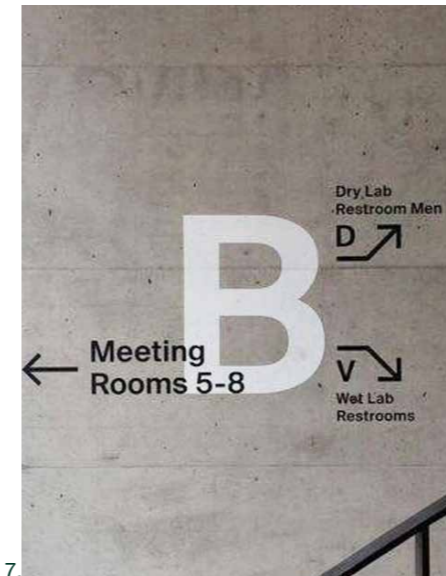 Dry Lab
Restroom Men
D
B
Meeting
Rooms 5-8
V
Wet Lab
Restrooms
7.